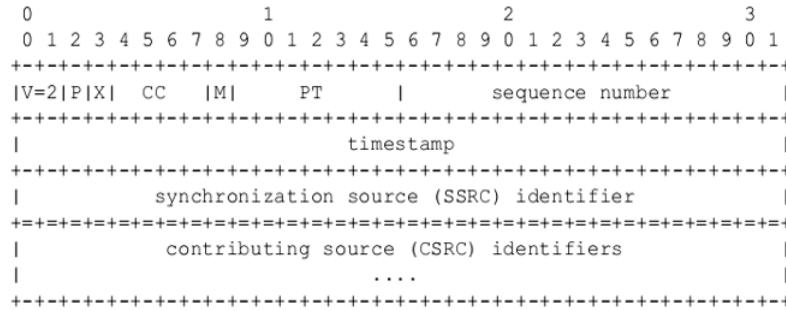 0                   1                   2                   3
 0 1 2 3 4 5 6 7 8 9 0 1 2 3 4 5 6 7 8 9 0 1 2 3 4 5 6 7 8 9 0 1
+-+-+-+-+-+-+-+-+-+-+-+-+-+-+-+-+-+-+-+-+-+-+-+-+-+-+-+-+-+-+-+-+
|V=2|P|X|  CC   |M|     PT      |       sequence number         |
+-+-+-+-+-+-+-+-+-+-+-+-+-+-+-+-+-+-+-+-+-+-+-+-+-+-+-+-+-+-+-+-+
|                           timestamp                           |
+-+-+-+-+-+-+-+-+-+-+-+-+-+-+-+-+-+-+-+-+-+-+-+-+-+-+-+-+-+-+-+-+
|           synchronization source (SSRC) identifier            |
+=+=+=+=+=+=+=+=+=+=+=+=+=+=+=+=+=+=+=+=+=+=+=+=+=+=+=+=+=+=+=+=+
|            contributing source (CSRC) identifiers             |
|                             ....                              |
+-+-+-+-+-+-+-+-+-+-+-+-+-+-+-+-+-+-+-+-+-+-+-+-+-+-+-+-+-+-+-+-+